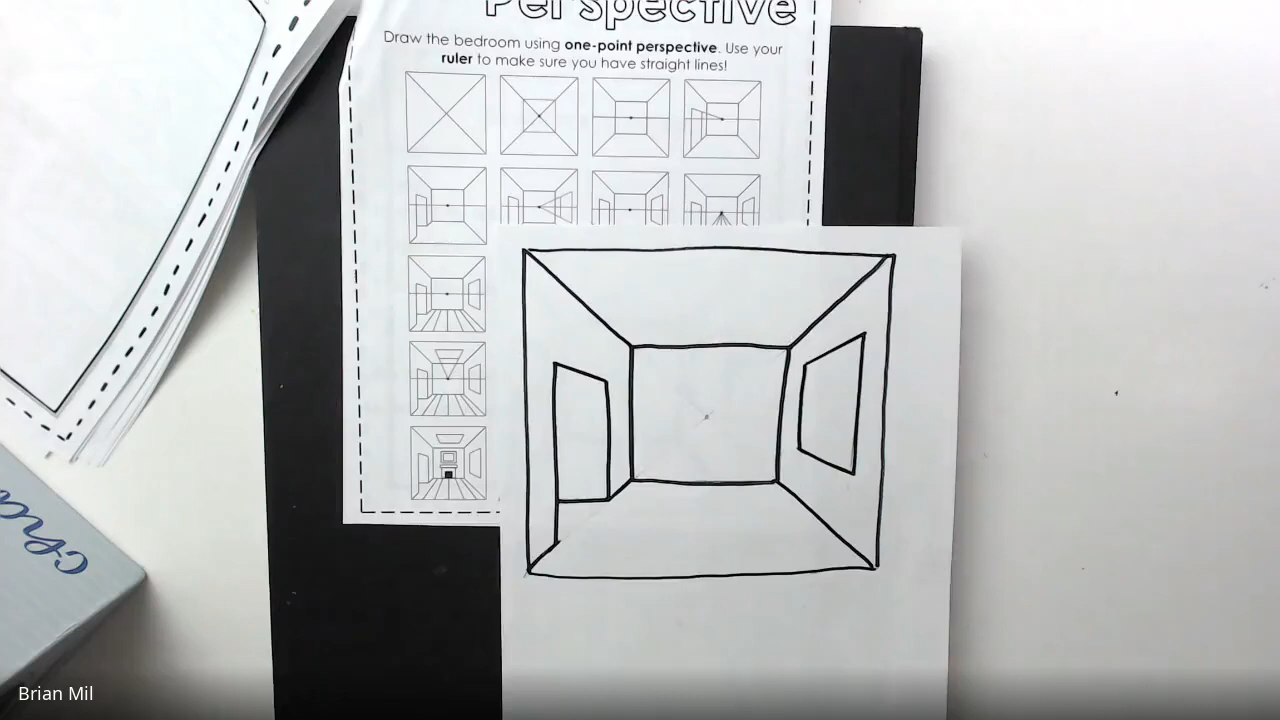 Perspective
Draw the bedroom using one-point perspective. Use your
ruler to make sure you have straight lines!
Brian Mil